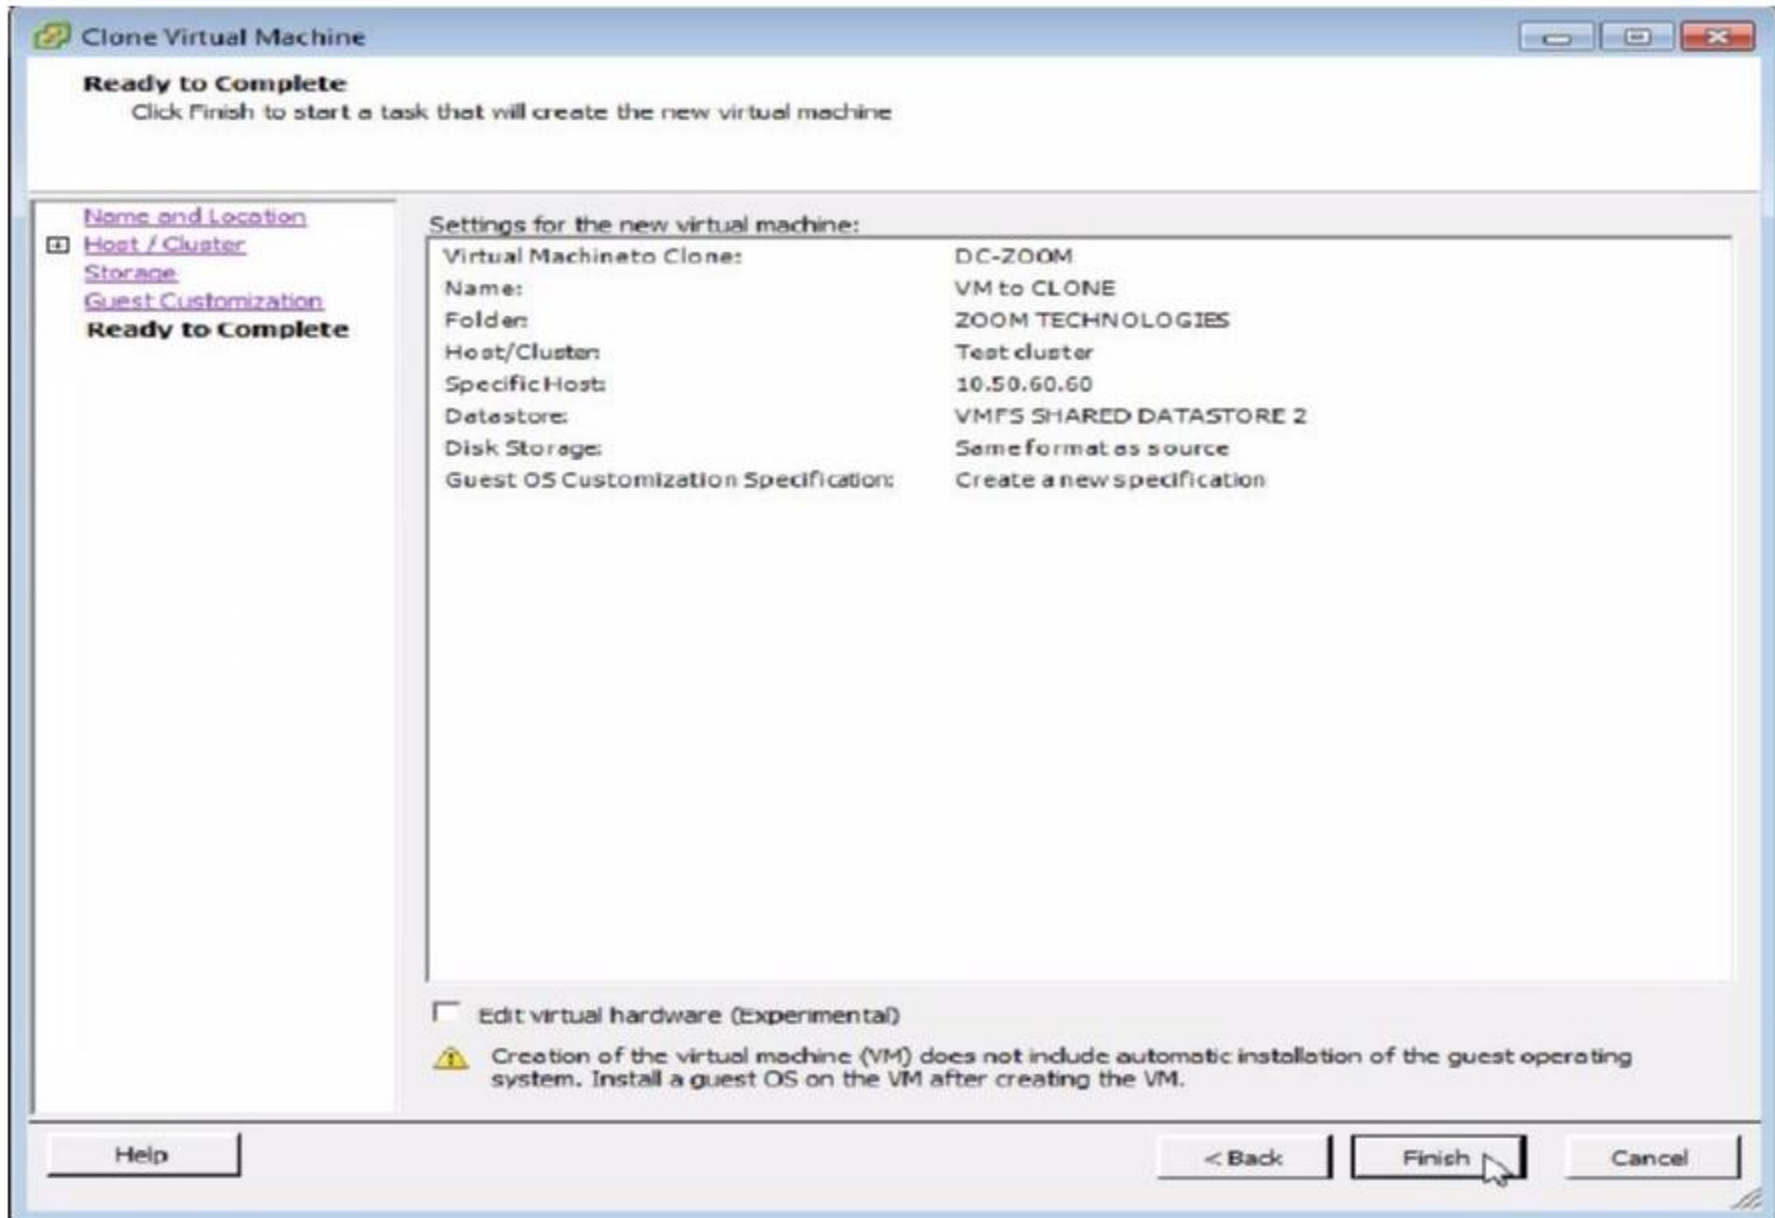 Clone Virtual Machine
Ready to Complete
Click Finish to start a task that will create the new virtual machine
Name and Location
Host / Cluster
Storage
Guest Customization
Ready to Complete
Settings for the new virtual machine:
Virtual Machine to Clone: DC-ZOOM
Name: VM to CLONE
Folder: ZOOM TECHNOLOGIES
Host/Cluster: Test cluster
Specific Host: 10.50.60.60
Datastore: VMFS SHARED DATASTORE 2
Disk Storage: Same format as source
Guest OS Customization Specification: Create a new specification
Edit virtual hardware (Experimental)
Creation of the virtual machine (VM) does not include automatic installation of the guest operating
system. Install a guest OS on the VM after creating the VM.
Help
< Back
Finish
Cancel